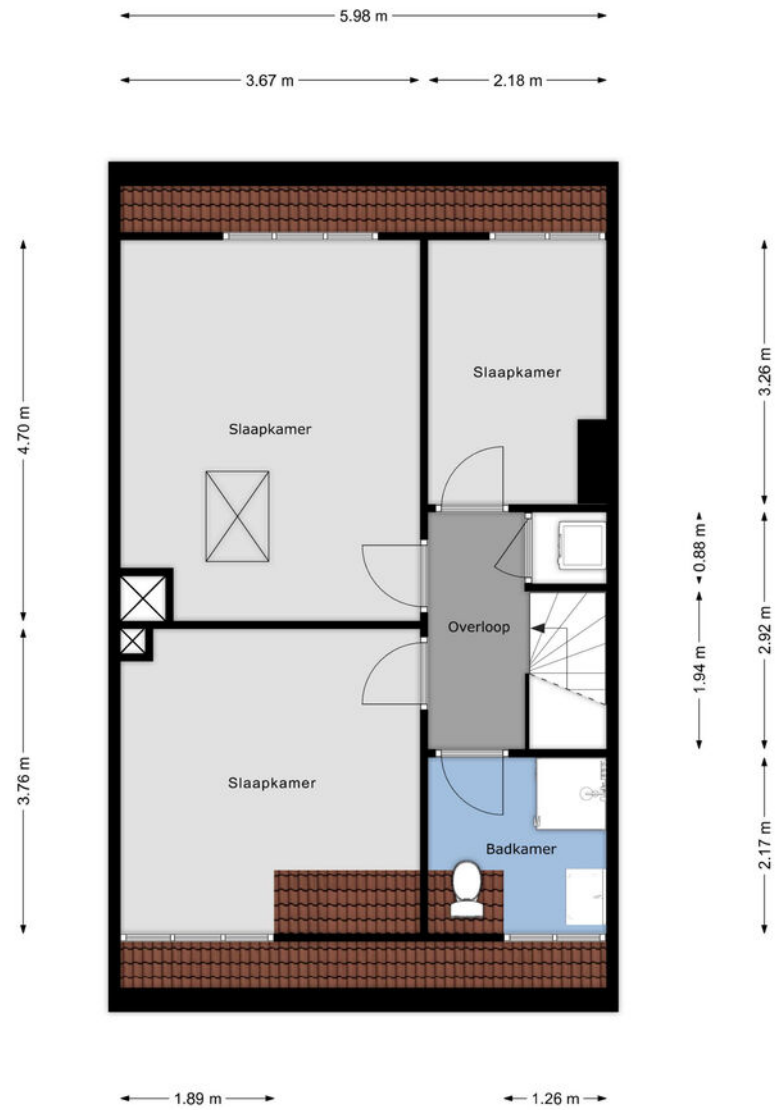 5.98 m
3.67 m
2.18 m
Slaapkamer
Slaapkamer
4.70 m
3.26 m
0.88 m
Overloop
2.92 m
1.94 m
Slaapkamer
3.76 m
Badkamer
2.17 m
1.89 m
1.26 m